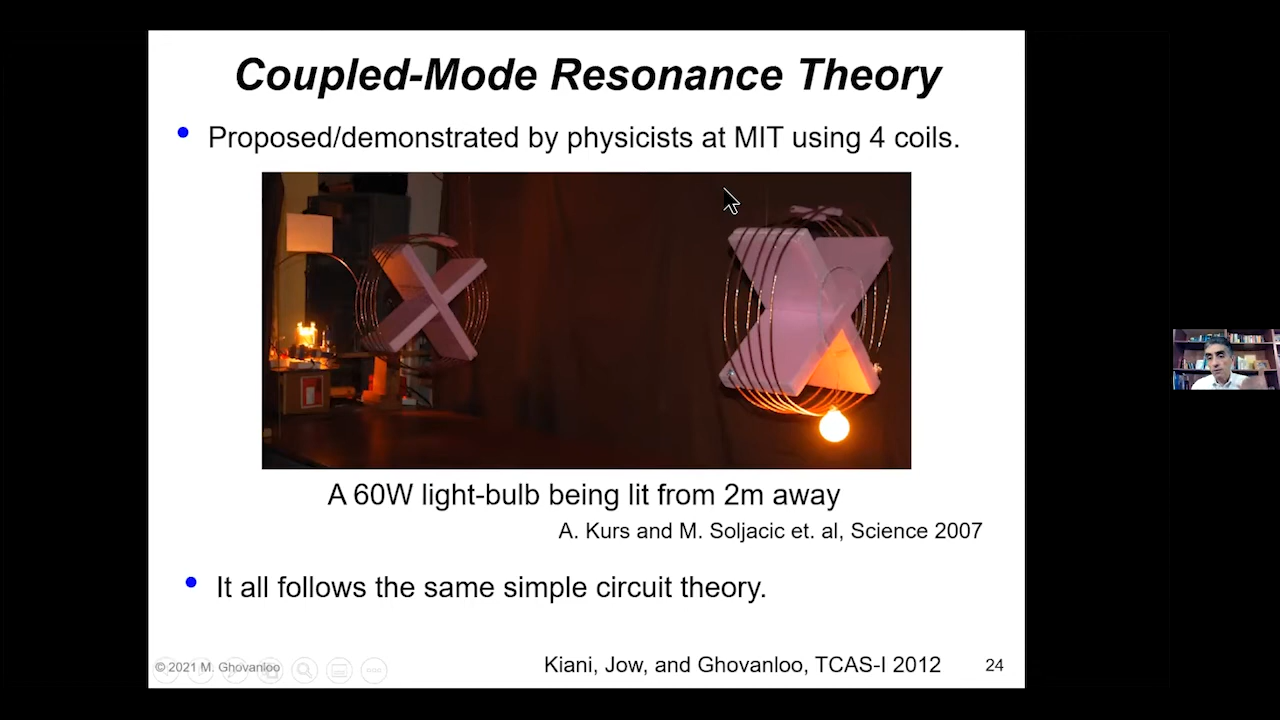 Coupled-Mode Resonance Theory
• Proposed/demonstrated by physicists at MIT using 4 coils.
A 60W light-bulb being lit from 2m away
A. Kurs and M. Soljacic et. al, Science 2007
• It all follows the same simple circuit theory.
© 2021 M. Ghovanloo
Kiani, Jow, and Ghovanloo, TCAS-I 2012
24